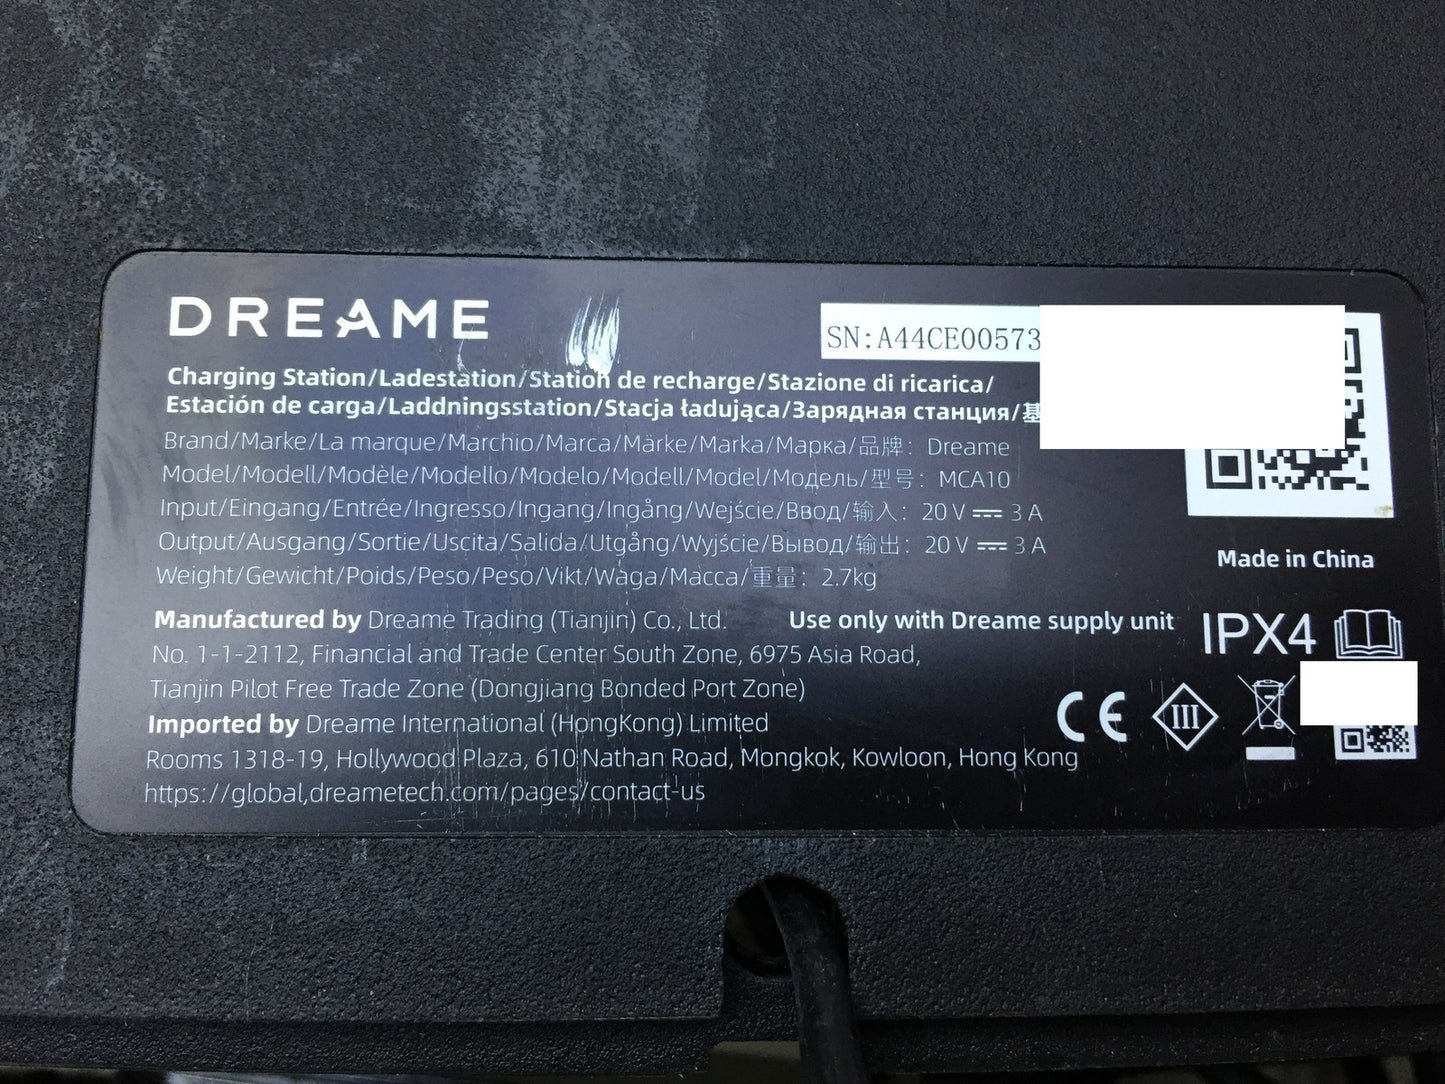 DREAME
SN:A44CE00573
Charging Station/Ladestation/Station de recharge/Stazione di ricarica/
Estación de carga/Laddningsstation/Stacja ładująca/Зарядная станция/基
Brand/Marke/La marque/Marchio/Marca/Märke/Marka/Марка/品牌: Dreame
Model/Modell/Modèle/Modello/Modelo/Modell/Model/Модель/型号: MCA10
Input/Eingang/Entrée/Ingresso/Ingang/Ingång/Wejście/Ввод/输入: 20 V ⎓ 3 A
Output/Ausgang/Sortie/Uscita/Salida/Utgång/Wyjście/Вывод/输出: 20 V ⎓ 3 A
Weight/Gewicht/Poids/Peso/Peso/Vikt/Waga/Масса/重量: 2.7kg
Made in China
Manufactured by Dreame Trading (Tianjin) Co., Ltd.
Use only with Dreame supply unit
No. 1-1-2112, Financial and Trade Center South Zone, 6975 Asia Road,
Tianjin Pilot Free Trade Zone (Dongjiang Bonded Port Zone)
Imported by Dreame International (HongKong) Limited
Rooms 1318-19, Hollywood Plaza, 610 Nathan Road, Mongkok, Kowloon, Hong Kong
https://global.dreametech.com/pages/contact-us
IPX4
CE
III